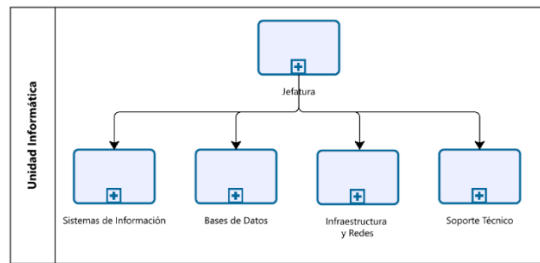 Unidad Informática
Jefatura
Sistemas de Información
Bases de Datos
Infraestructura
y Redes
Soporte Técnico